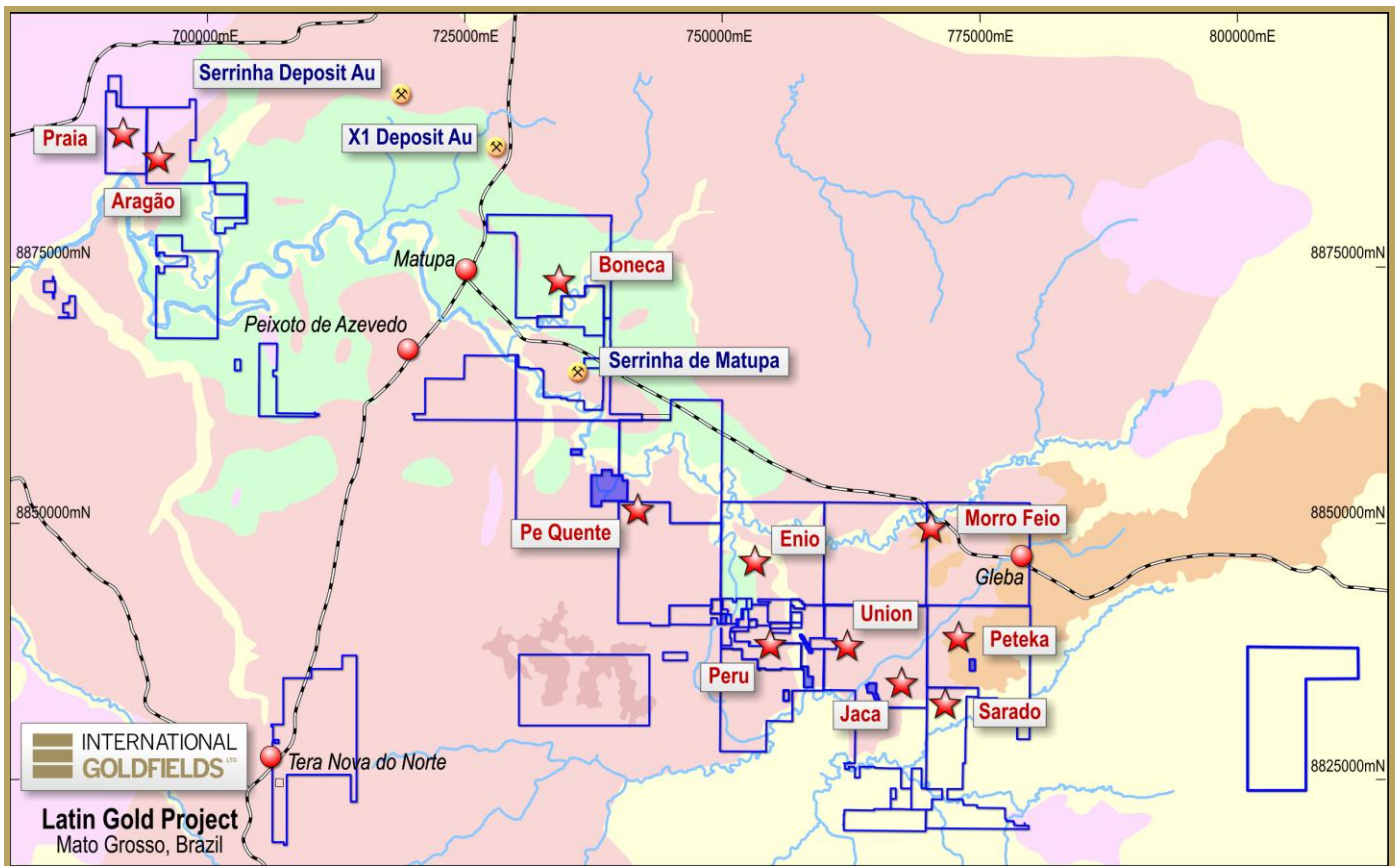 700000mE
725000mE
750000mE
775000mE
800000mE
Serrinha Deposit Au
X1 Deposit Au
Praia
Aragão
8875000mN
8875000mN
Matupa
Boneca
Peixoto de Azevedo
Serrinha de Matupa
8850000mN
8850000mN
Pe Quente
Enio
Morro Feio
Gleba
Union
Peteka
Peru
Jaca
Sarado
INTERNATIONAL
GOLDFIELDS LTD
Tera Nova do Norte
8825000mN
Latin Gold Project
Mato Grosso, Brazil